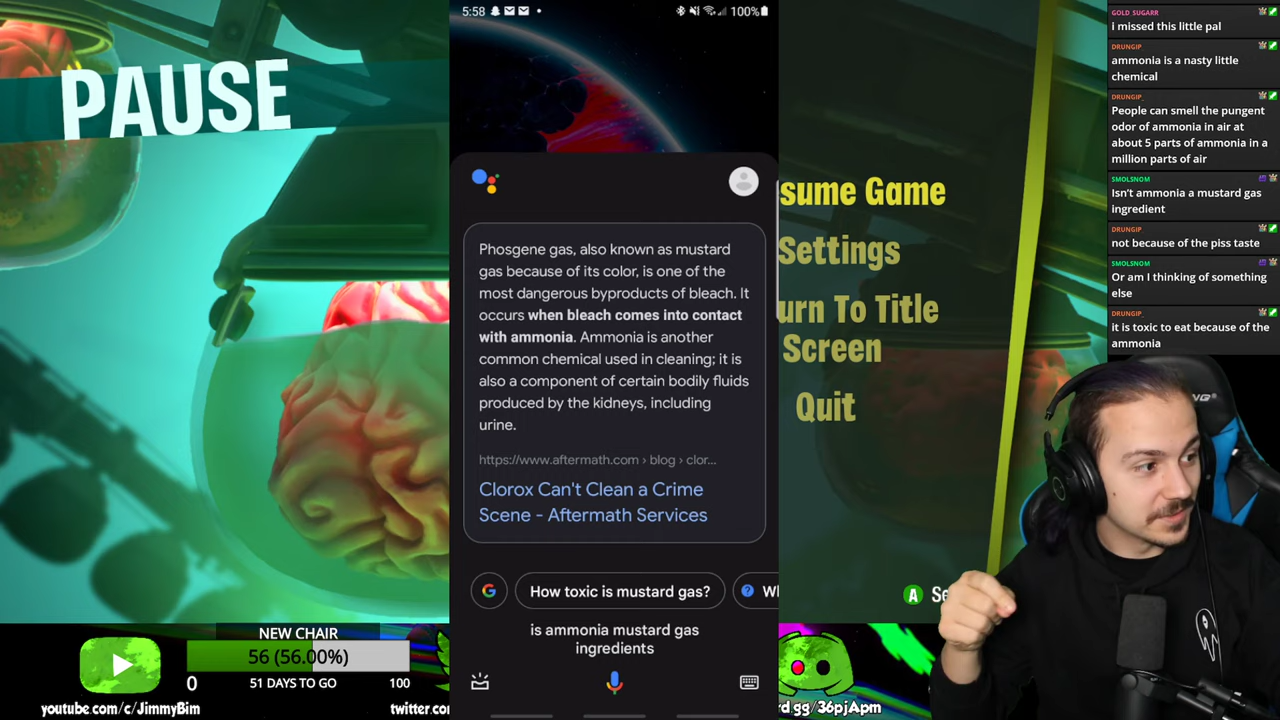 PAUSE
5:58
100%
Phosgene gas, also known as mustard
gas because of its color, is one of the
most dangerous byproducts of bleach. It
occurs when bleach comes into contact
with ammonia. Ammonia is another
common chemical used in cleaning; it is
also a component of certain bodily fluids
produced by the kidneys, including
urine.
https://www.aftermath.com › blog › clor...
Clorox Can't Clean a Crime
Scene - Aftermath Services
G
How toxic is mustard gas?
? Wh
is ammonia mustard gas
ingredients
sume Game
Settings
urn To Title
Screen
Quit
A Se
GOLD_SUGARR
i missed this little pal
DRUNGIP_
ammonia is a nasty little
chemical
DRUNGIP_
People can smell the pungent
odor of ammonia in air at
about 5 parts of ammonia in a
million parts of air
SMOLSNOM
Isn't ammonia a mustard gas
ingredient
DRUNGIP_
not because of the piss taste
SMOLSNOM
Or am I thinking of something
else
DRUNGIP_
it is toxic to eat because of the
ammonia
NEW CHAIR
56 (56.00%)
0
51 DAYS TO GO
100
youtube.com/c/JimmyBim
twitter.co
rd.gg/36pjApm